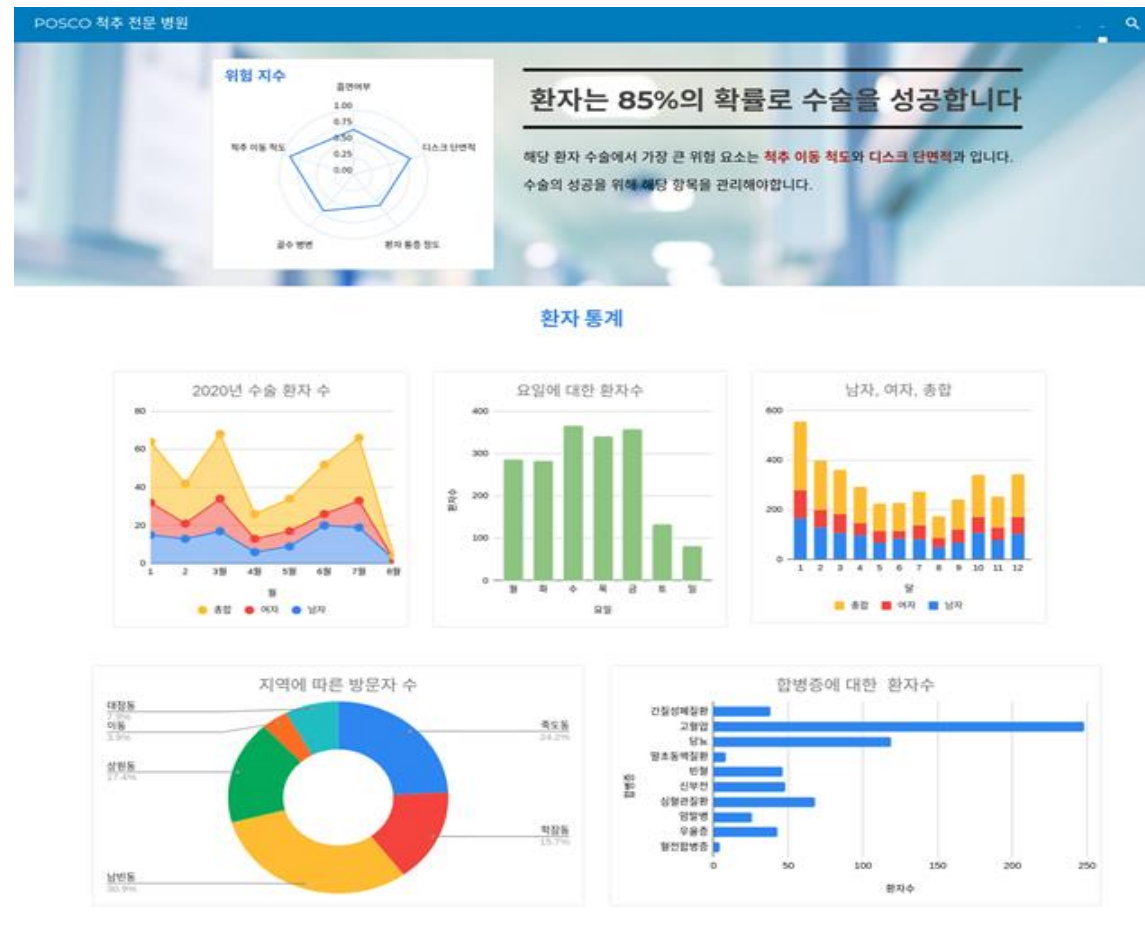 POSCO 척추 전문 병원
위험 지수
흡연여부
1.00
0.75
0.50
0.25
0.00
척추 이동 척도
디스크 단면적
골수 병변
환자 통증 정도
환자는 85%의 확률로 수술을 성공합니다
해당 환자 수술에서 가장 큰 위험 요소는 척추 이동 척도와 디스크 단면적과 입니다.
수술의 성공을 위해 해당 항목을 관리해야합니다.
환자 통계
2020년 수술 환자 수
80
60
40
20
0
1 2 3월 4월 5월 6월 7월 8월
월
총합 여자 남자
요일에 대한 환자수
400
300
200
100
0
환자수
월 화 수 목 금 토 일
요일
남자, 여자, 총합
600
400
200
0
1 2 3 4 5 6 7 8 9 10 11 12
달
총합 여자 남자
지역에 따른 방문자 수
대잠동
7.9%
이동
3.9%
상원동
17.4%
남빈동
30.9%
죽도동
24.2%
학잠동
15.7%
합병증에 대한 환자수
합병증
간질성폐질환
고혈압
당뇨
말초동맥질환
빈혈
신부전
심혈관질환
암발병
우울증
혈전합병증
0 50 100 150 200 250
환자수